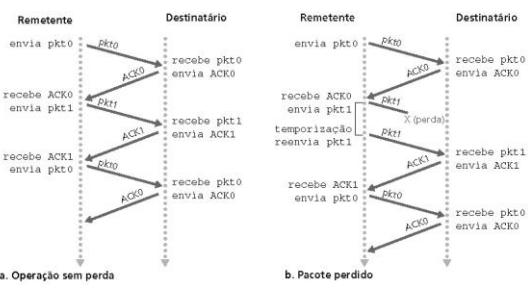 Remetente
Destinatário
envia pkt0
pkt0
recebe pkt0
envia ACK0
ACK0
recebe ACK0
envia pkt1
pkt1
recebe pkt1
envia ACK1
ACK1
recebe ACK1
envia pkt0
pkt0
recebe pkt0
envia ACK0
ACK0
a. Operação sem perda
Remetente
Destinatário
envia pkt0
pkt0
recebe pkt0
envia ACK0
ACK0
recebe ACK0
envia pkt1
pkt1
X (perda)
temporização
reenvia pkt1
pkt1
recebe pkt1
envia ACK1
ACK1
recebe ACK1
envia pkt0
pkt0
recebe pkt0
envia ACK0
ACK0
b. Pacote perdido